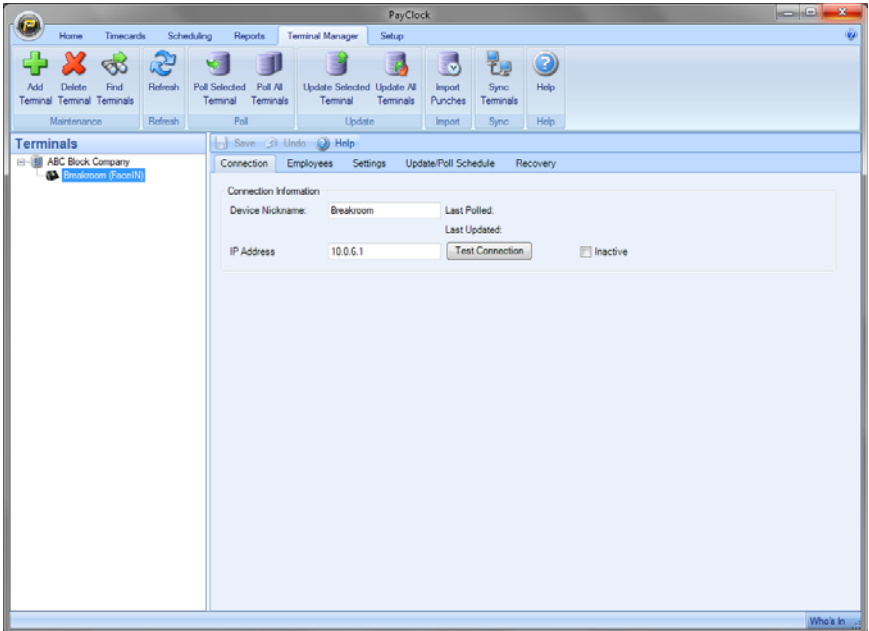 PayClock
Home Timecards Scheduling Reports Terminal Manager Setup
Add Terminal
Delete Terminal
Find Terminals
Refresh
Poll Selected Terminal
Poll All Terminals
Update Selected Terminal
Update All Terminals
Import Punches
Sync Terminals
Help
Maintenance Refresh Poll Update Import Sync Help
Terminals
Save Undo Help
ABC Block Company
Breakroom (FaceIN)
Connection Employees Settings Update/Poll Schedule Recovery
Connection Information
Device Nickname: Breakroom Last Polled:
Last Updated:
IP Address 10.0.6.1 Test Connection Inactive
Who's In